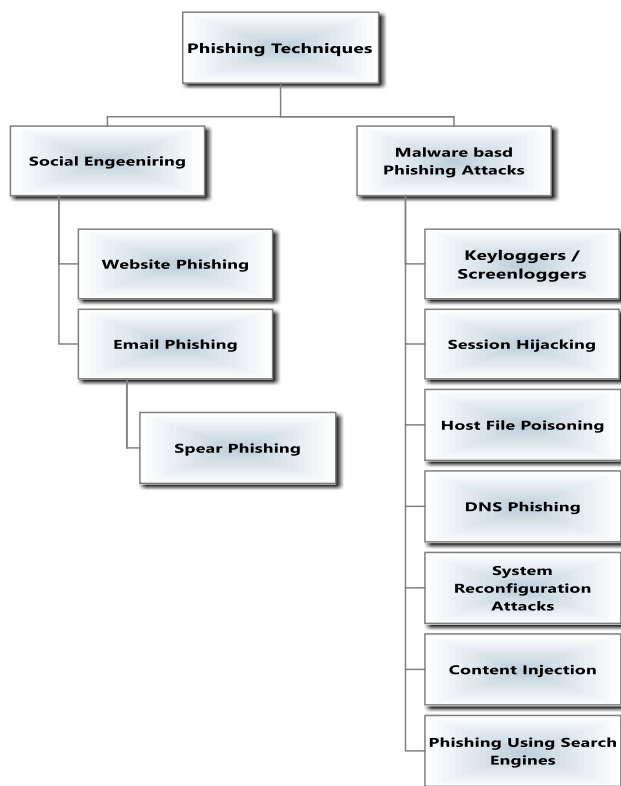 Phishing Techniques
Social Engeeniring
Malware basd
Phishing Attacks
Website Phishing
Email Phishing
Spear Phishing
Keyloggers /
Screenloggers
Session Hijacking
Host File Poisoning
DNS Phishing
System
Reconfiguration
Attacks
Content Injection
Phishing Using Search
Engines